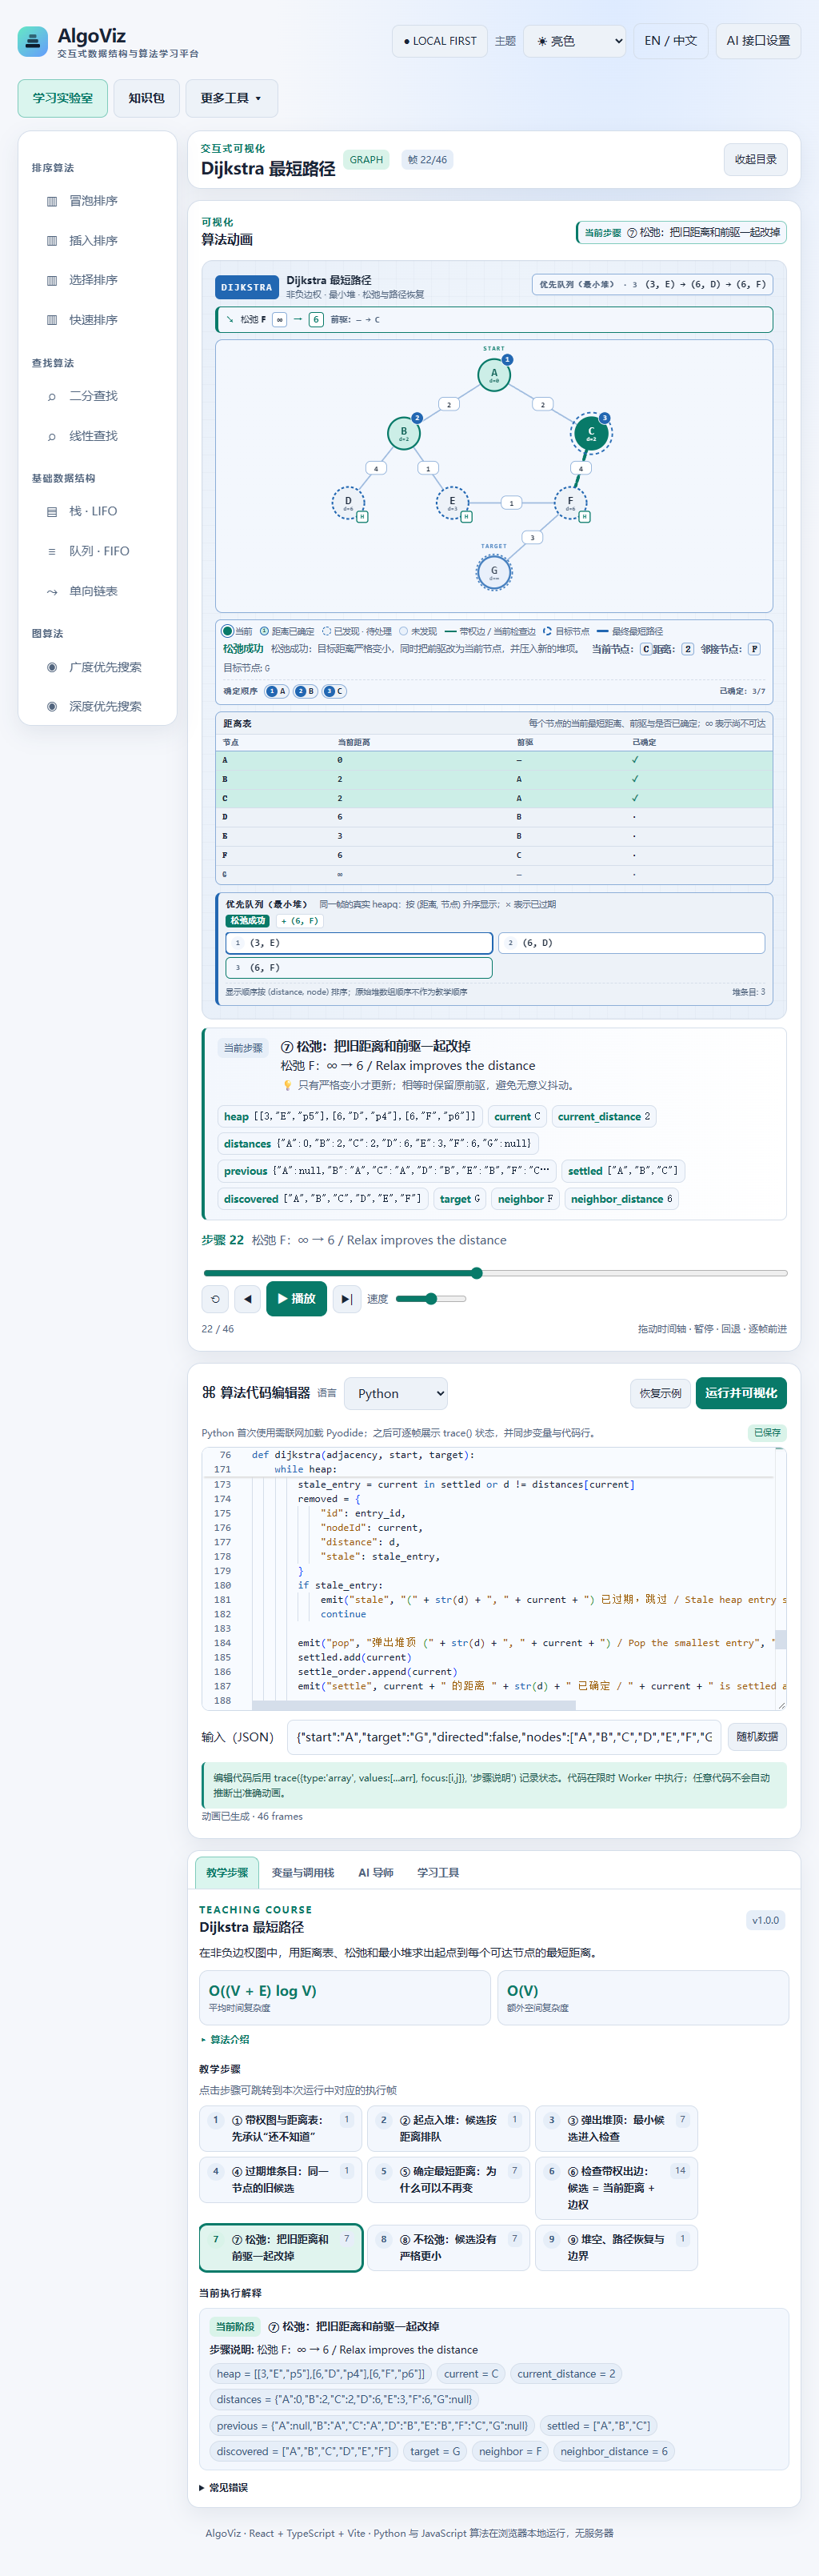 AlgoViz
交互式数据结构与算法学习平台
● LOCAL FIRST
主题
☀ 亮色
EN / 中文
AI 接口设置
学习实验室
知识包
更多工具 ▾
排序算法
冒泡排序
插入排序
选择排序
快速排序
查找算法
二分查找
线性查找
基础数据结构
栈 · LIFO
队列 · FIFO
单向链表
图算法
广度优先搜索
深度优先搜索
交互式可视化
Dijkstra 最短路径
GRAPH
帧 22/46
收起目录
可视化
算法动画
当前步骤 ⑦ 松弛：把旧距离和前驱一起改掉
DIJKSTRA
Dijkstra 最短路径
非负边权 · 最小堆 · 松弛与路径恢复
优先队列（最小堆） · 3 (3, E) → (6, D) → (6, F)
↘ 松弛 F ∞ → 6 前驱: — → C
START
1
A
d=0
2
2
2
B
d=2
3
C
d=2
4
1
4
D
d=6
H
E
d=3
H
1
F
d=6
H
3
TARGET
G
d=∞
当前
距离已确定
已发现 · 待处理
未发现
带权边 / 当前检查边
目标节点
最终最短路径
松弛成功 松弛成功：目标距离严格变小，同时把前驱改为当前节点，并压入新的堆项。 当前节点: C 距离: 2 邻接节点: F
目标节点: G
确定顺序 1 A 2 B 3 C
已确定: 3/7
距离表
每个节点的当前最短距离、前驱与是否已确定；∞ 表示尚不可达
节点 当前距离 前驱 已确定
A 0 — ✓
B 2 A ✓
C 2 A ✓
D 6 B ·
E 3 B ·
F 6 C ·
G ∞ — ·
优先队列（最小堆） 同一帧的真实 heapq：按 (距离, 节点) 升序显示；× 表示已过期
松弛成功 + (6, F)
1 (3, E)
2 (6, D)
3 (6, F)
显示顺序按 (distance, node) 排序；原始堆数组顺序不作为教学顺序
堆条目: 3
当前步骤
⑦ 松弛：把旧距离和前驱一起改掉
松弛 F：∞ → 6 / Relax improves the distance
💡 只有严格变小才更新；相等时保留原前驱，避免无意义抖动。
heap [[3,"E","p5"],[6,"D","p4"],[6,"F","p6"]]
current C
current_distance 2
distances {"A":0,"B":2,"C":2,"D":6,"E":3,"F":6,"G":null}
previous {"A":null,"B":"A","C":"A","D":"B","E":"B","F":"C…
settled ["A","B","C"]
discovered ["A","B","C","D","E","F"]
target G
neighbor F
neighbor_distance 6
步骤 22 松弛 F：∞ → 6 / Relax improves the distance
▶ 播放
速度
22 / 46
拖动时间轴 · 暂停 · 回退 · 逐帧前进
⌘ 算法代码编辑器
语言
Python
恢复示例
运行并可视化
Python 首次使用需联网加载 Pyodide；之后可逐帧展示 trace() 状态，并同步变量与代码行。
已保存
76 def dijkstra(adjacency, start, target):
171 while heap:
173 stale_entry = current in settled or d != distances[current]
174 removed = {
175 "id": entry_id,
176 "nodeId": current,
177 "distance": d,
178 "stale": stale_entry,
179 }
180 if stale_entry:
181 emit("stale", "(" + str(d) + ", " + current + ") 已过期，跳过 / Stale heap entry s
182 continue
183
184 emit("pop", "弹出堆顶 (" + str(d) + ", " + current + ") / Pop the smallest entry", "
185 settled.add(current)
186 settle_order.append(current)
187 emit("settle", current + " 的距离 " + str(d) + " 已确定 / " + current + " is settled a
188
输入（JSON）
{"start":"A","target":"G","directed":false,"nodes":["A","B","C","D","E","F","G
随机数据
编辑代码后用 trace({type:'array', values:[...arr], focus:[i,j]}, '步骤说明') 记录状态。代码在限时 Worker 中执行；任意代码不会自动
推断出准确动画。
动画已生成 · 46 frames
教学步骤
变量与调用栈
AI 导师
学习工具
TEACHING COURSE
Dijkstra 最短路径
v1.0.0
在非负边权图中，用距离表、松弛和最小堆求出起点到每个可达节点的最短距离。
O((V + E) log V)
平均时间复杂度
O(V)
额外空间复杂度
▸ 算法介绍
教学步骤
点击步骤可跳转到本次运行中对应的执行帧
1 ① 带权图与距离表： 1
先承认“还不知道”
2 ② 起点入堆：候选按 1
距离排队
3 ③ 弹出堆顶：最小候 7
选进入检查
4 ④ 过期堆条目：同一 1
节点的旧候选
5 ⑤ 确定最短距离：为 7
什么可以不再变
6 ⑥ 检查带权出边： 14
候选 = 当前距离 +
边权
7 ⑦ 松弛：把旧距离和 7
前驱一起改掉
8 ⑧ 不松弛：候选没有 7
严格更小
9 ⑨ 堆空、路径恢复与 1
边界
当前执行解释
当前阶段 ⑦ 松弛：把旧距离和前驱一起改掉
步骤说明: 松弛 F：∞ → 6 / Relax improves the distance
heap = [[3,"E","p5"],[6,"D","p4"],[6,"F","p6"]]
current = C
current_distance = 2
distances = {"A":0,"B":2,"C":2,"D":6,"E":3,"F":6,"G":null}
previous = {"A":null,"B":"A","C":"A","D":"B","E":"B","F":"C","G":null}
settled = ["A","B","C"]
discovered = ["A","B","C","D","E","F"]
target = G
neighbor = F
neighbor_distance = 6
▸ 常见错误
AlgoViz · React + TypeScript + Vite · Python 与 JavaScript 算法在浏览器本地运行，无服务器